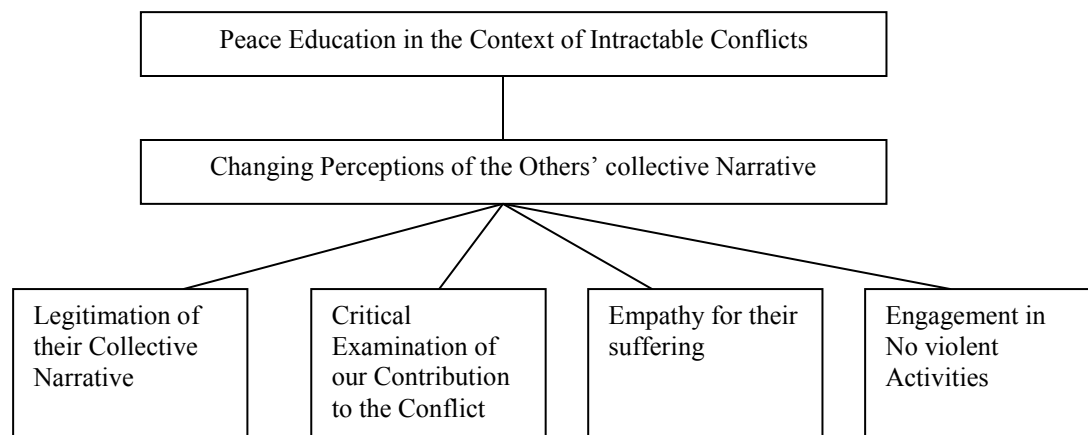 Peace Education in the Context of Intractable Conflicts
Changing Perceptions of the Others’ collective Narrative
Legitimation of
their Collective
Narrative
Critical
Examination of
our Contribution
to the Conflict
Empathy for their
suffering
Engagement in
No violent
Activities